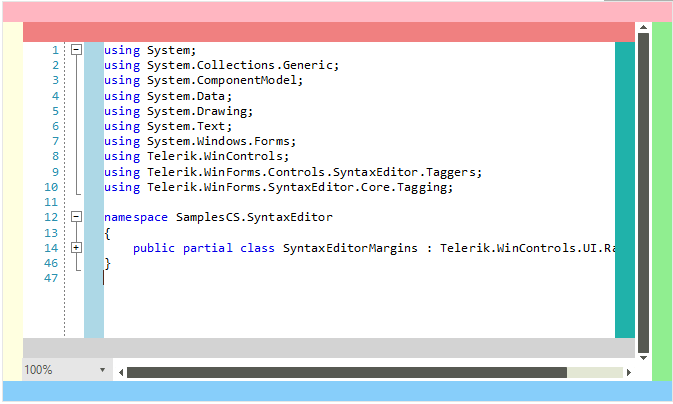 1 using System;
2 using System.Collections.Generic;
3 using System.ComponentModel;
4 using System.Data;
5 using System.Drawing;
6 using System.Text;
7 using System.Windows.Forms;
8 using Telerik.WinControls;
9 using Telerik.WinForms.Controls.SyntaxEditor.Taggers;
10 using Telerik.WinForms.SyntaxEditor.Core.Tagging;
11
12 namespace SamplesCS.SyntaxEditor
13 {
14 public partial class SyntaxEditorMargins : Telerik.WinControls.UI.Ra
46 }
47
100%